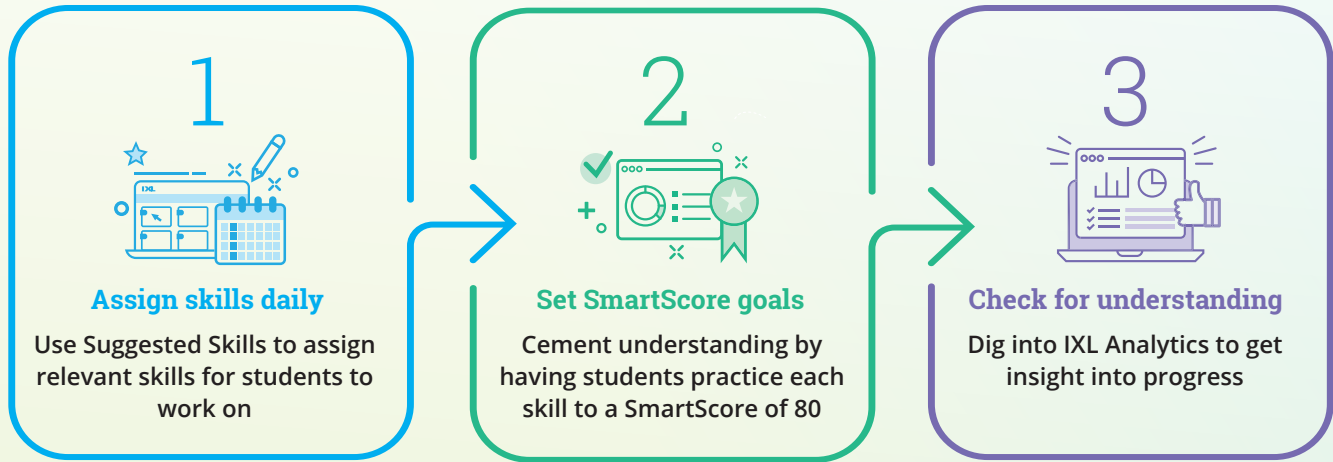 1
IXL
Assign skills daily
Use Suggested Skills to assign
relevant skills for students to
work on
2
Set SmartScore goals
Cement understanding by
having students practice each
skill to a SmartScore of 80
3
Check for understanding
Dig into IXL Analytics to get
insight into progress